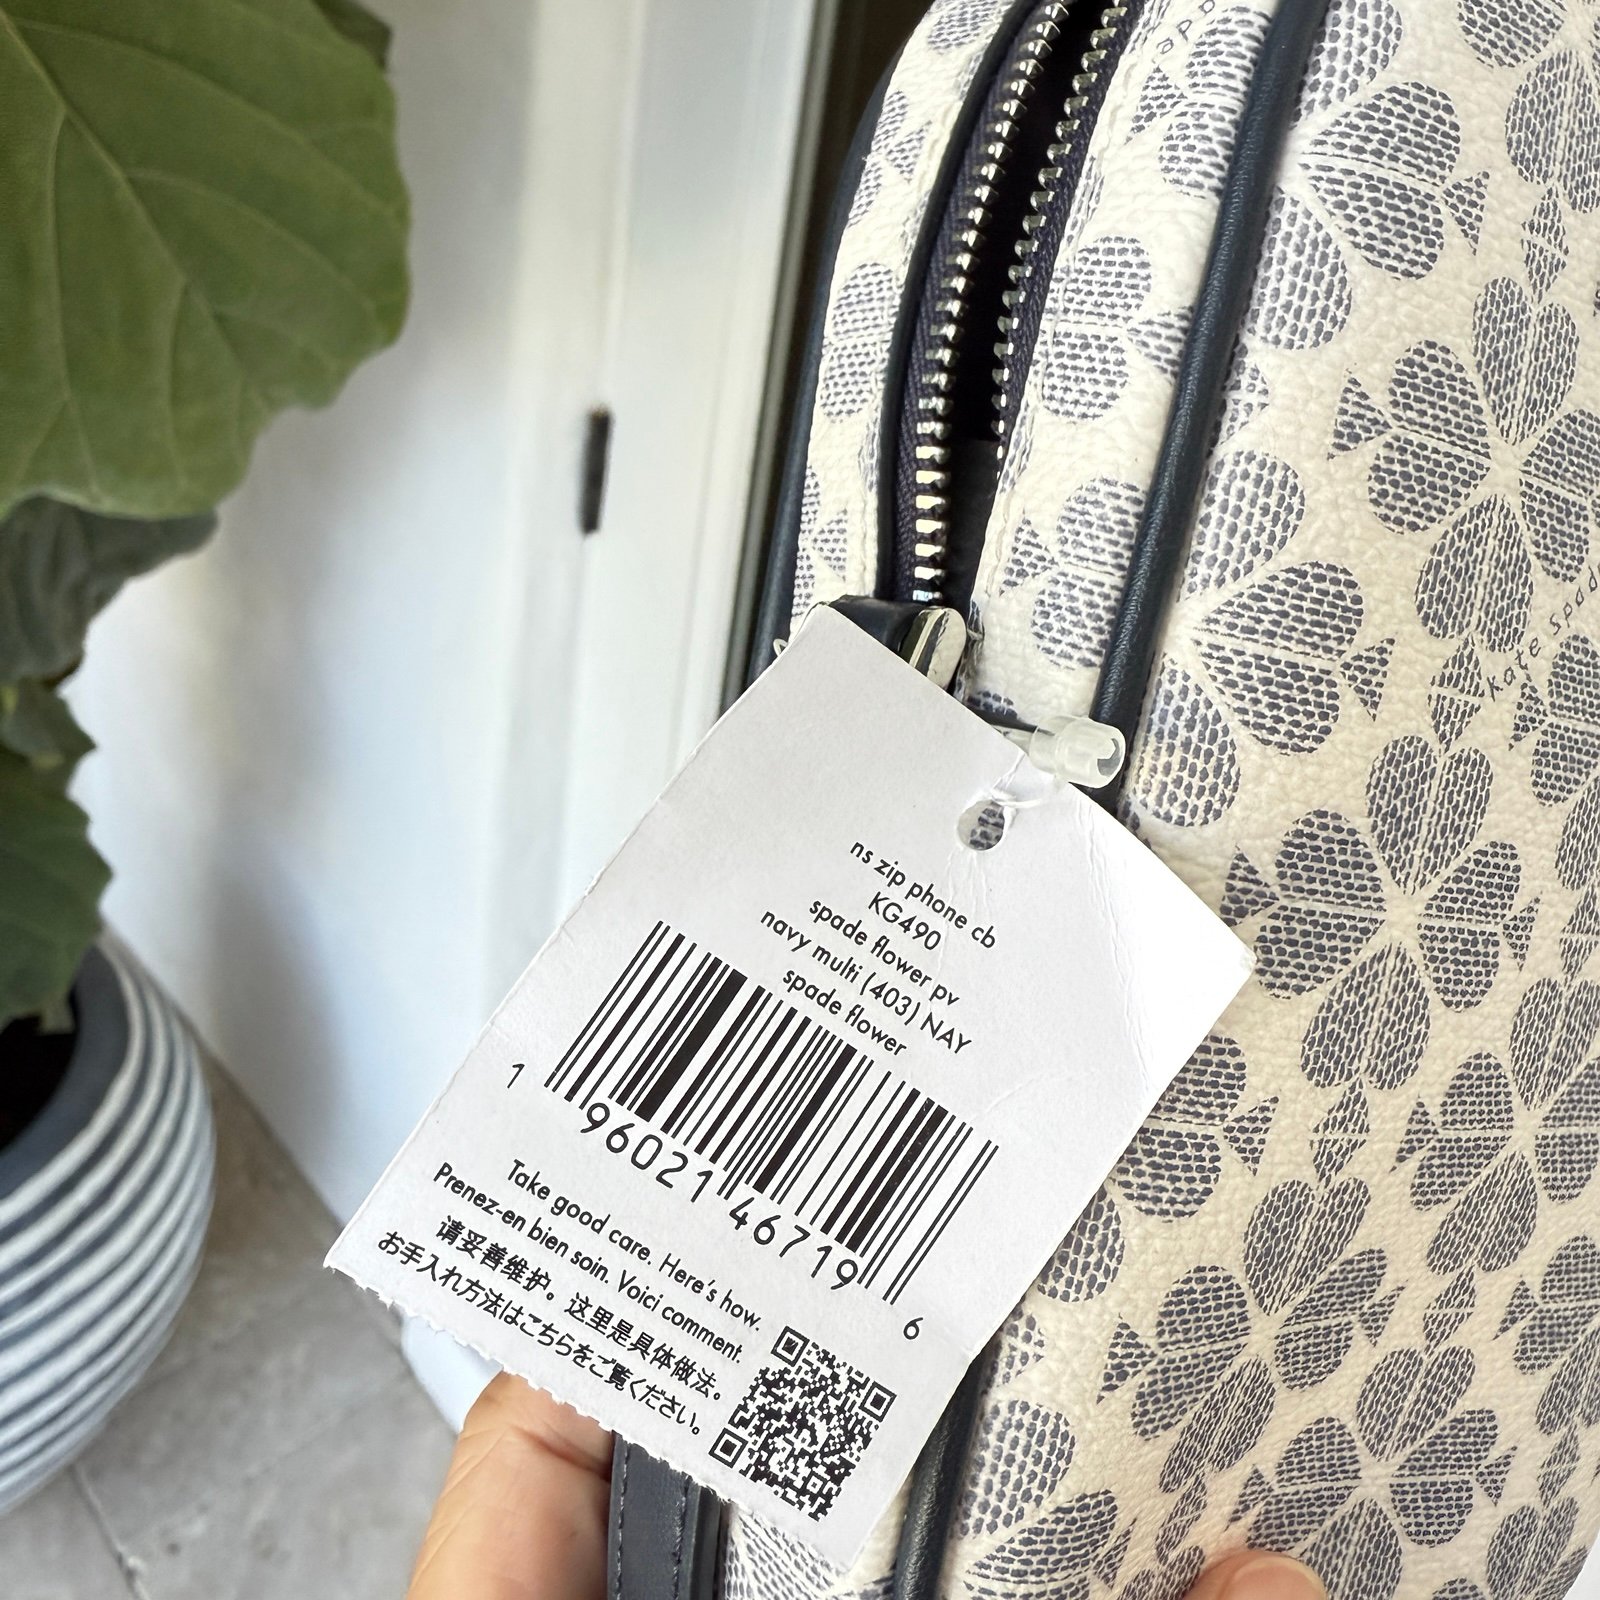 ns zip phone cb
KG490
spade flower pv
navy multi (403) NAY
spade flower
1 96021 46719 6
Take good care. Here's how.
Prenez-en bien soin. Voici comment.
请妥善维护。这里是具体做法。
お手入れ方法はこちらをご覧ください。
kate spade